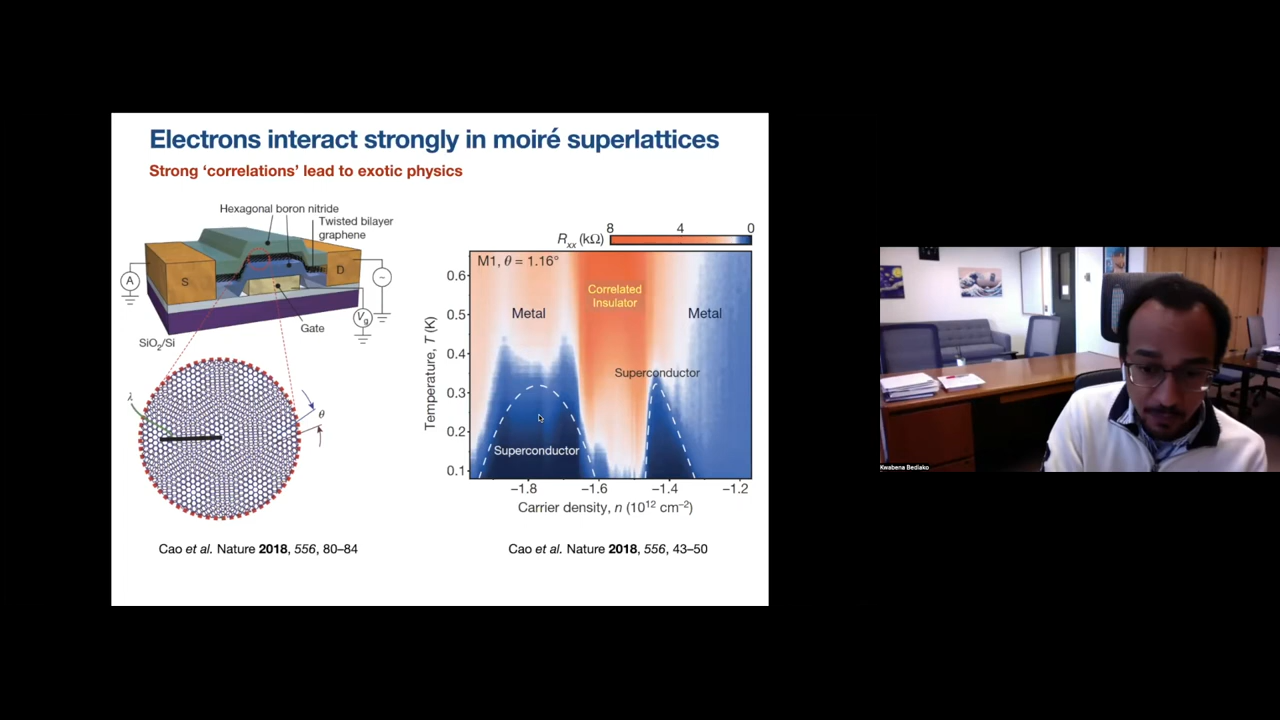 Electrons interact strongly in moiré superlattices
Strong ‘correlations’ lead to exotic physics
Hexagonal boron nitride
Twisted bilayer
graphene
A
S
D
~
Vg
Gate
SiO2/Si
λ
θ
8 4 0
Rxx (kΩ)
M1, θ = 1.16°
Correlated
Insulator
Metal
Metal
Superconductor
Superconductor
0.6
0.5
0.4
0.3
0.2
0.1
Temperature, T (K)
−1.8 −1.6 −1.4 −1.2
Carrier density, n (10¹² cm⁻²)
Cao et al. Nature 2018, 556, 80–84
Cao et al. Nature 2018, 556, 43–50
Kwabena Bediako